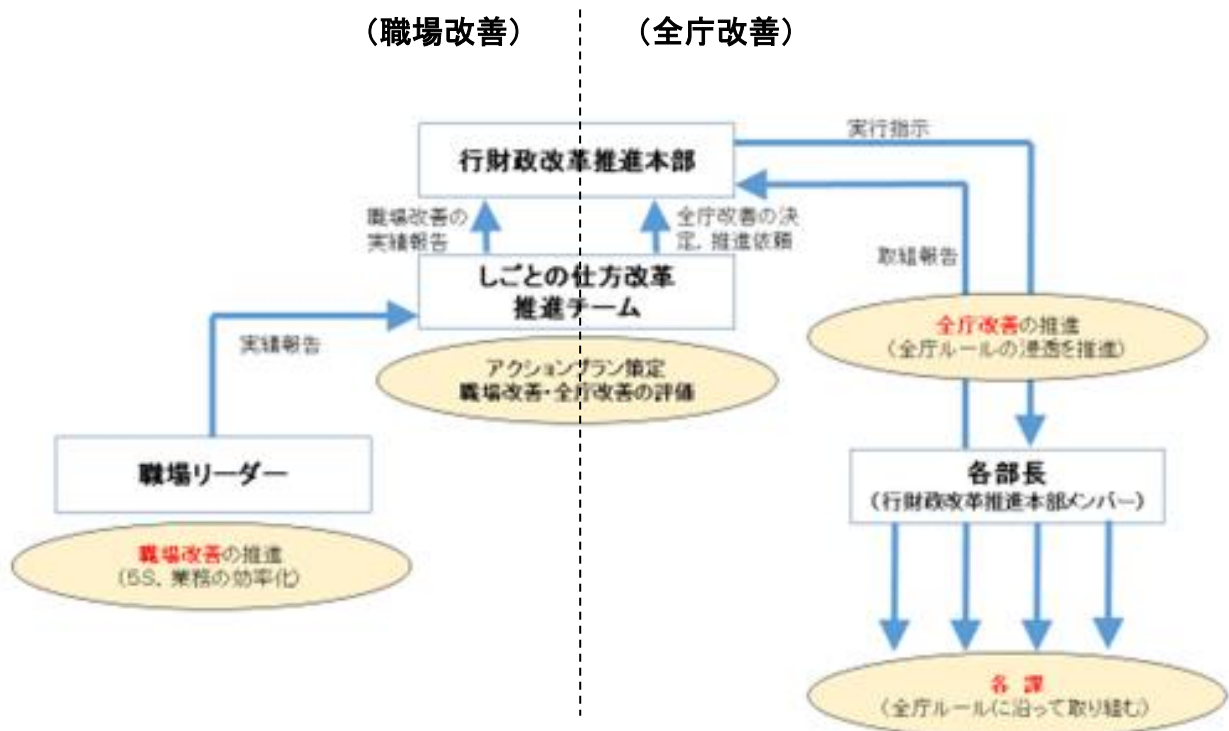 (職場改善)
(全庁改善)
実行指示
行財政改革推進本部
職場改善の
実績報告
全庁改善の決
定、推進依頼
取組報告
しごとの仕方改革
推進チーム
実績報告
全庁改善の推進
(全庁ルールの浸透を推進)
アクションプラン策定
職場改善・全庁改善の評価
職場リーダー
各部長
(行財政改革推進本部メンバー)
職場改善の推進
(5S、業務の効率化)
各 課
(全庁ルールに沿って取り組む)